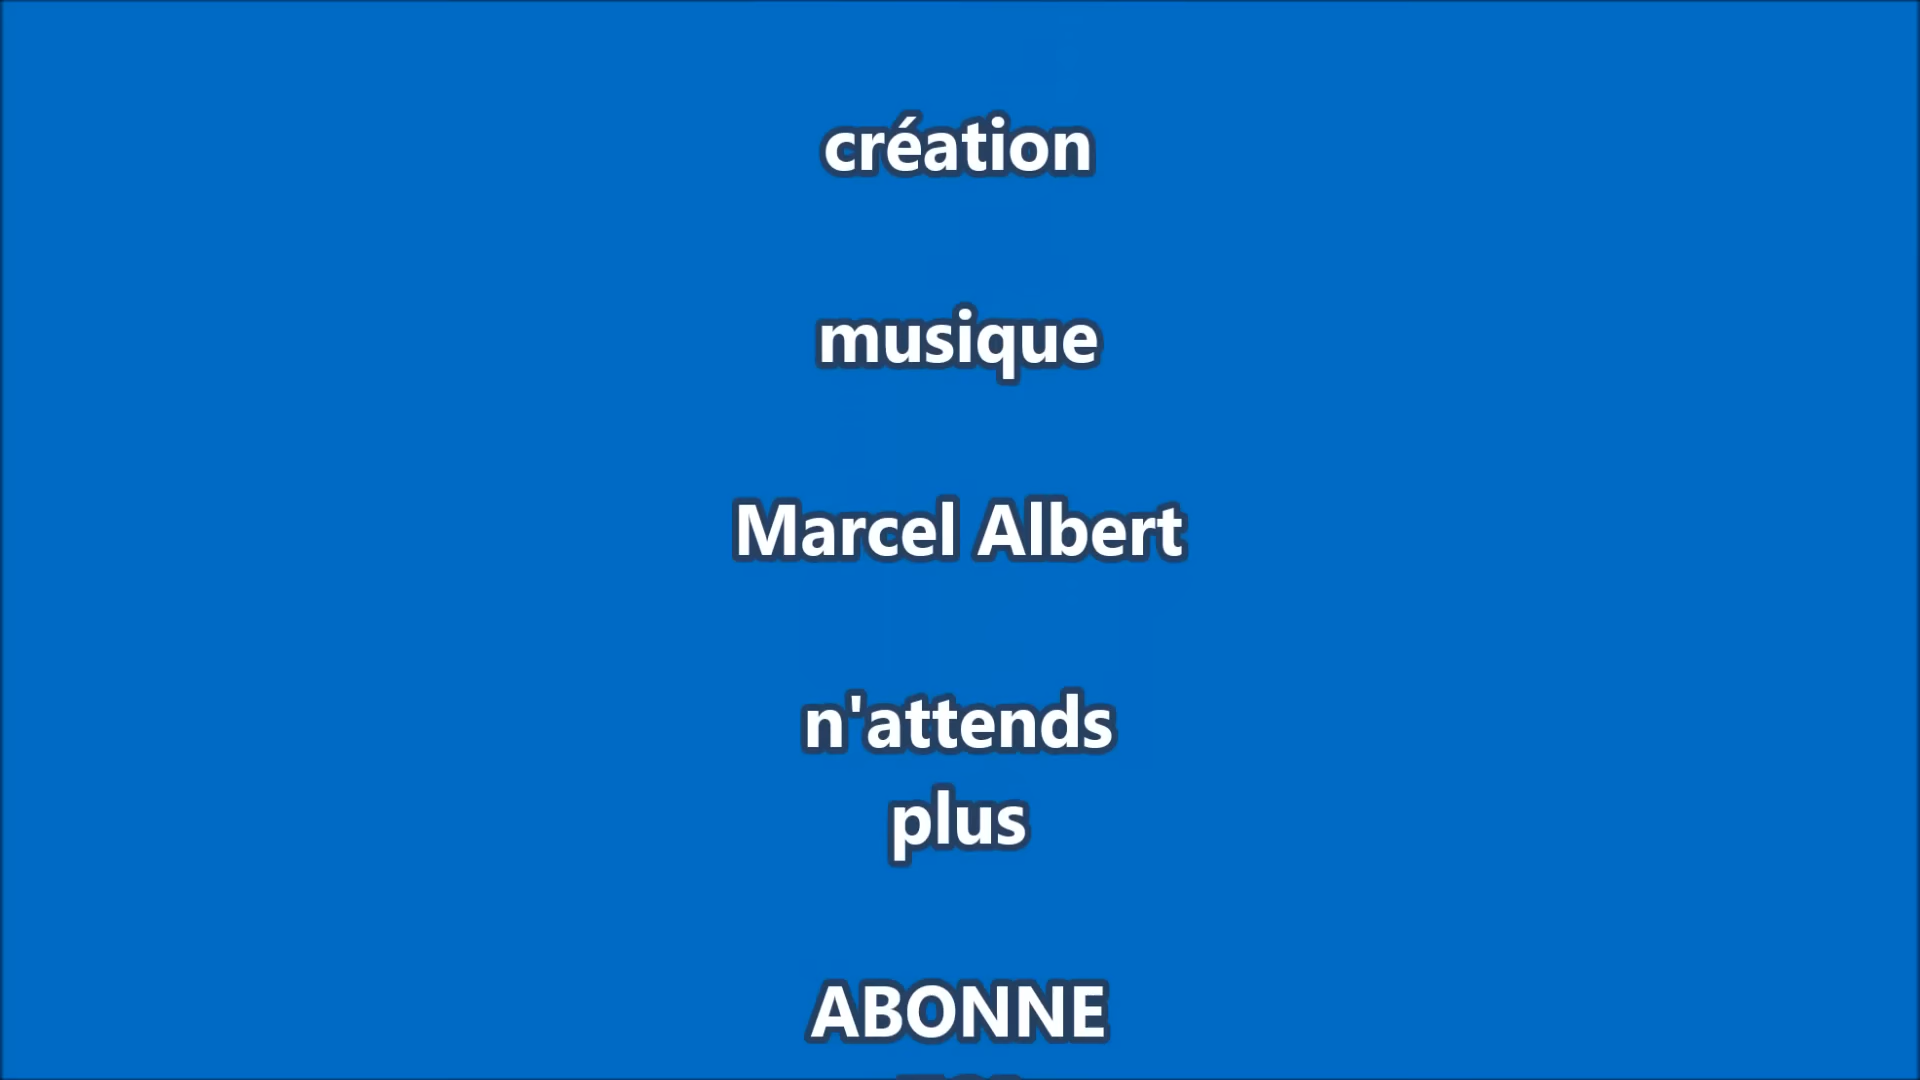 création
musique
Marcel Albert
n'attends
plus
ABONNE